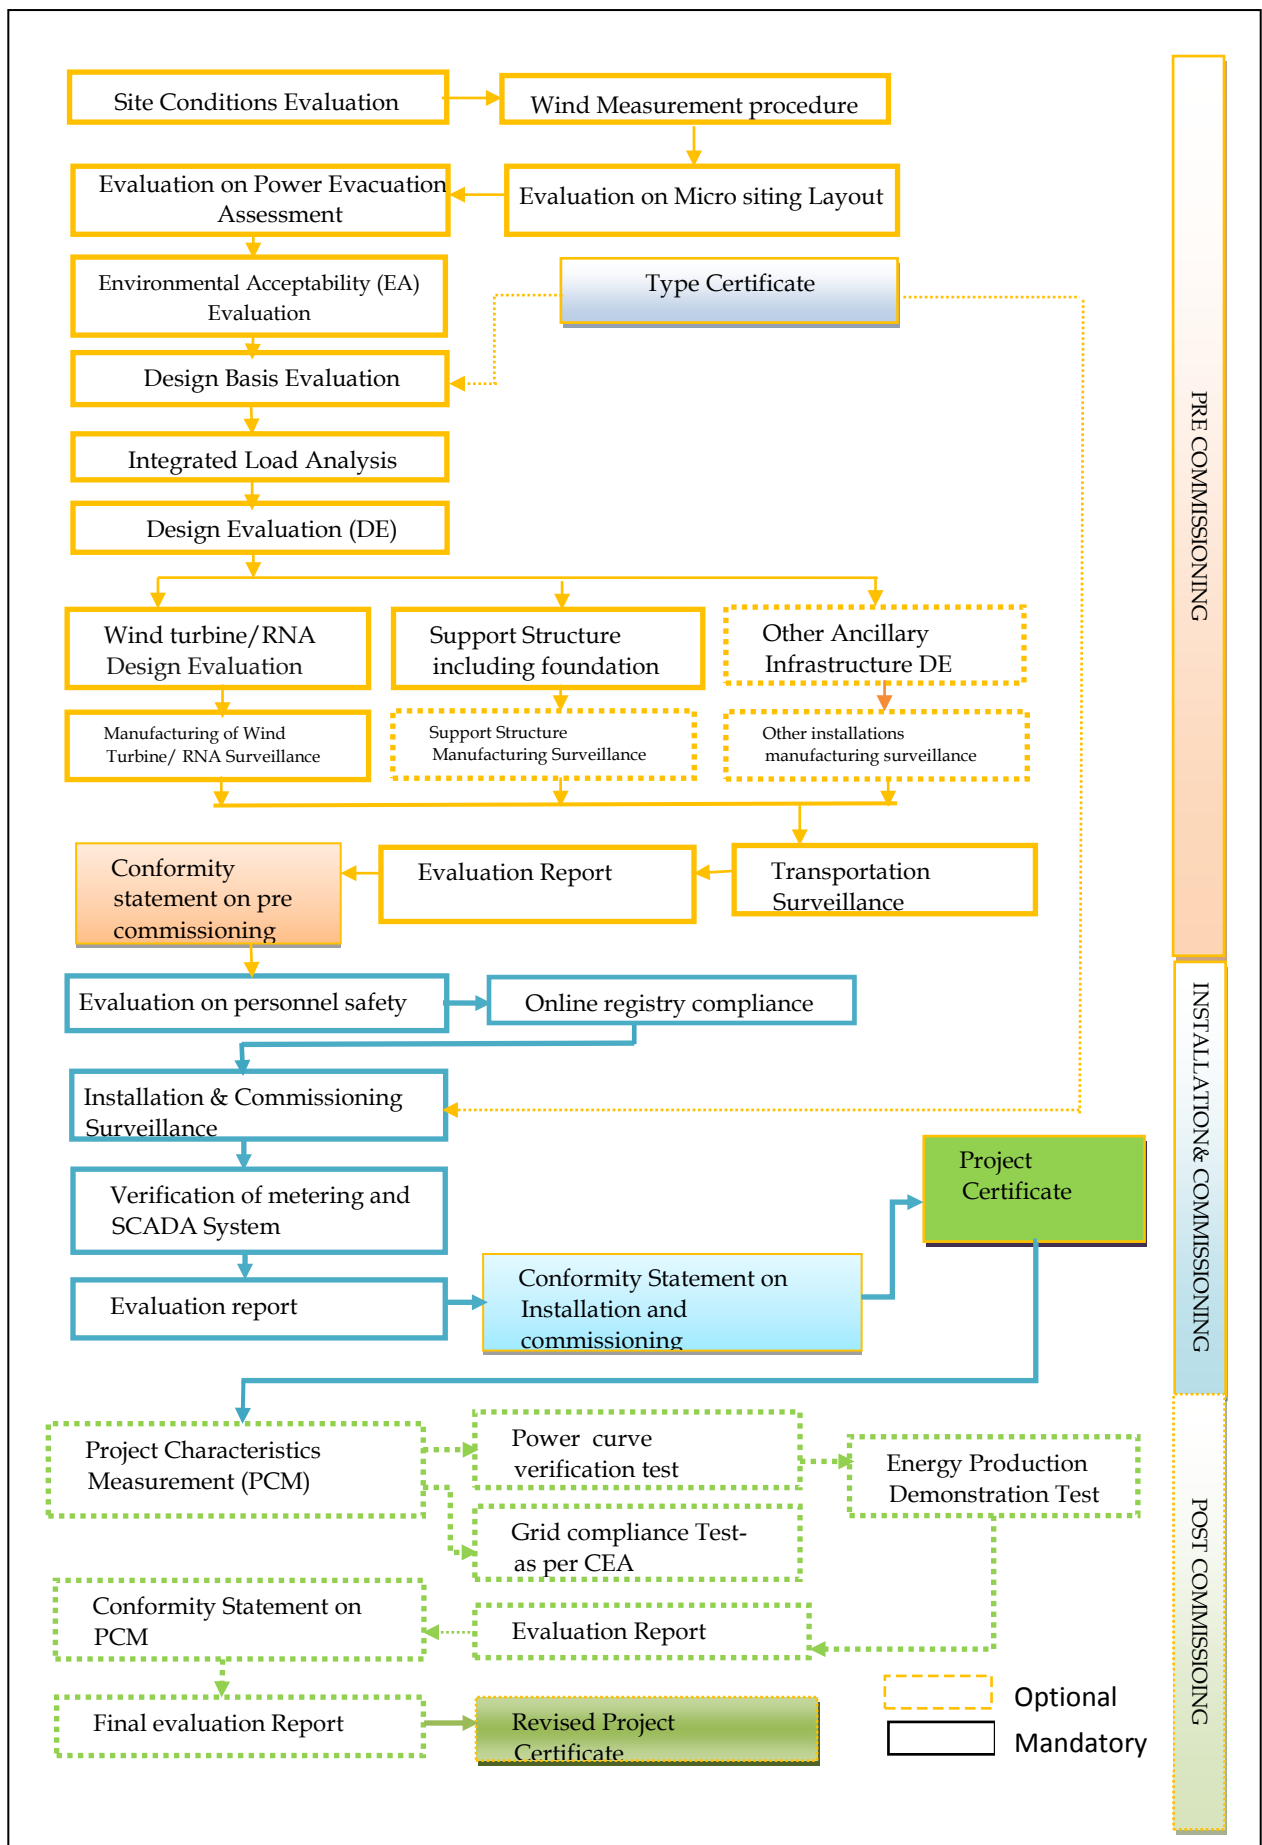 Site Conditions Evaluation
Wind Measurement procedure
Evaluation on Power Evacuation
Assessment
Evaluation on Micro siting Layout
Environmental Acceptability (EA)
Evaluation
Type Certificate
Design Basis Evaluation
Integrated Load Analysis
Design Evaluation (DE)
Wind turbine/RNA
Design Evaluation
Support Structure
including foundation
Other Ancillary
Infrastructure DE
Manufacturing of Wind
Turbine/ RNA Surveillance
Support Structure
Manufacturing Surveillance
Other installations
manufacturing surveillance
Conformity
statement on pre
commissioning
Evaluation Report
Transportation
Surveillance
PRE COMMISSIONING
Evaluation on personnel safety
Online registry compliance
Installation & Commissioning
Surveillance
Verification of metering and
SCADA System
Project
Certificate
Evaluation report
Conformity Statement on
Installation and
commissioning
INSTALLATION& COMMISSIONING
Project Characteristics
Measurement (PCM)
Power curve
verification test
Energy Production
Demonstration Test
Grid compliance Test-
as per CEA
Conformity Statement on
PCM
Evaluation Report
Final evaluation Report
Revised Project
Certificate
Optional
Mandatory
POST COMMISSIOING